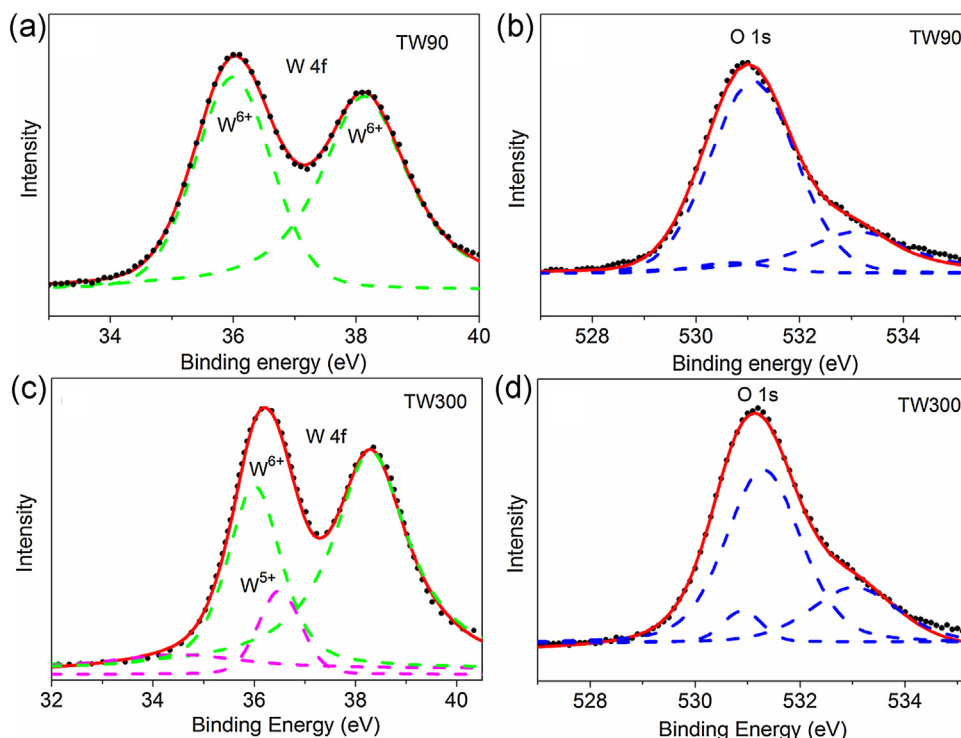 (a)
TW90
W 4f
W6+
W6+
Intensity
34
36
38
40
Binding energy (eV)
(b)
O 1s
TW90
Intensity
528
530
532
534
Binding energy (eV)
(c)
TW300
W 4f
W6+
W5+
Intensity
32
34
36
38
40
Binding Energy (eV)
(d)
O 1s
TW300
Intensity
528
530
532
534
Binding Energy (eV)